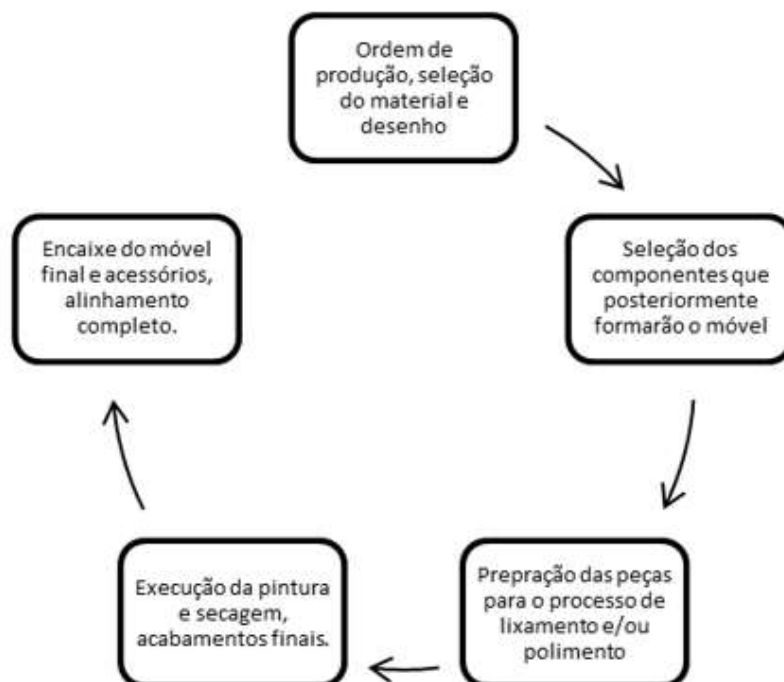 Ordem de
produção, seleção
do material e
desenho
Seleção dos
componentes que
posteriormente
formarão o móvel
Prepração das peças
para o processo de
lixamento e/ou
polimento
Execução da pintura
e secagem,
acabamentos finais.
Encaixe do móvel
final e acessórios,
alinhamento
completo.